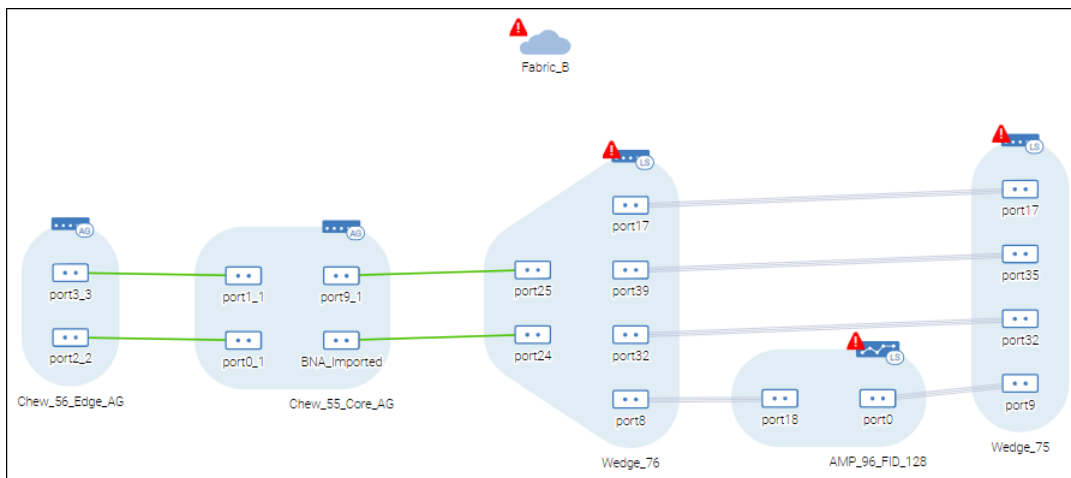 Fabric_B
LS
LS
port17
port17
AG
AG
port3_3
port1_1
port9_1
port25
port39
port35
port2_2
port0_1
BNA_Imported
port24
port32
port32
LS
Chew_56_Edge_AG
Chew_55_Core_AG
port8
port18
port0
port9
Wedge_76
AMP_96_FID_128
Wedge_75